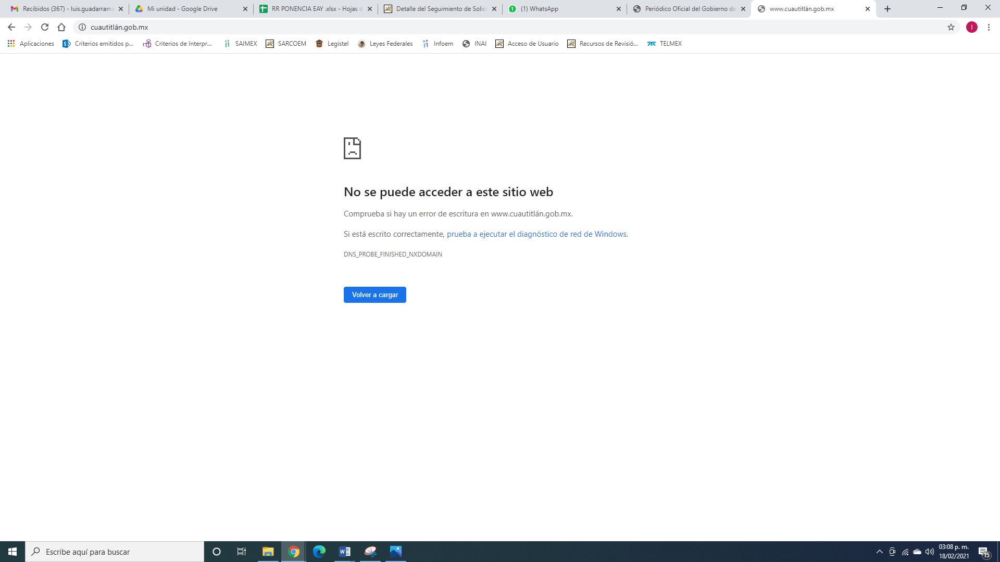 Recibidos (367) - luis.guadarrama
Mi unidad - Google Drive
RR PONENCIA EAY .xlsx - Hojas d
Detalle del Seguimiento de Solici
1 (1) WhatsApp
Periódico Oficial del Gobierno de
www.cuautitlán.gob.mx
cuautitlán.gob.mx
I
Aplicaciones
Criterios emitidos p...
Criterios de Interpr...
SAIMEX
SARCOEM
Legistel
Leyes Federales
Infoem
INAI
Acceso de Usuario
Recursos de Revisió...
TELMEX
No se puede acceder a este sitio web
Comprueba si hay un error de escritura en www.cuautitlán.gob.mx.
Si está escrito correctamente, prueba a ejecutar el diagnóstico de red de Windows.
DNS_PROBE_FINISHED_NXDOMAIN
Volver a cargar
Escribe aquí para buscar
03:08 p. m.
18/02/2021
15